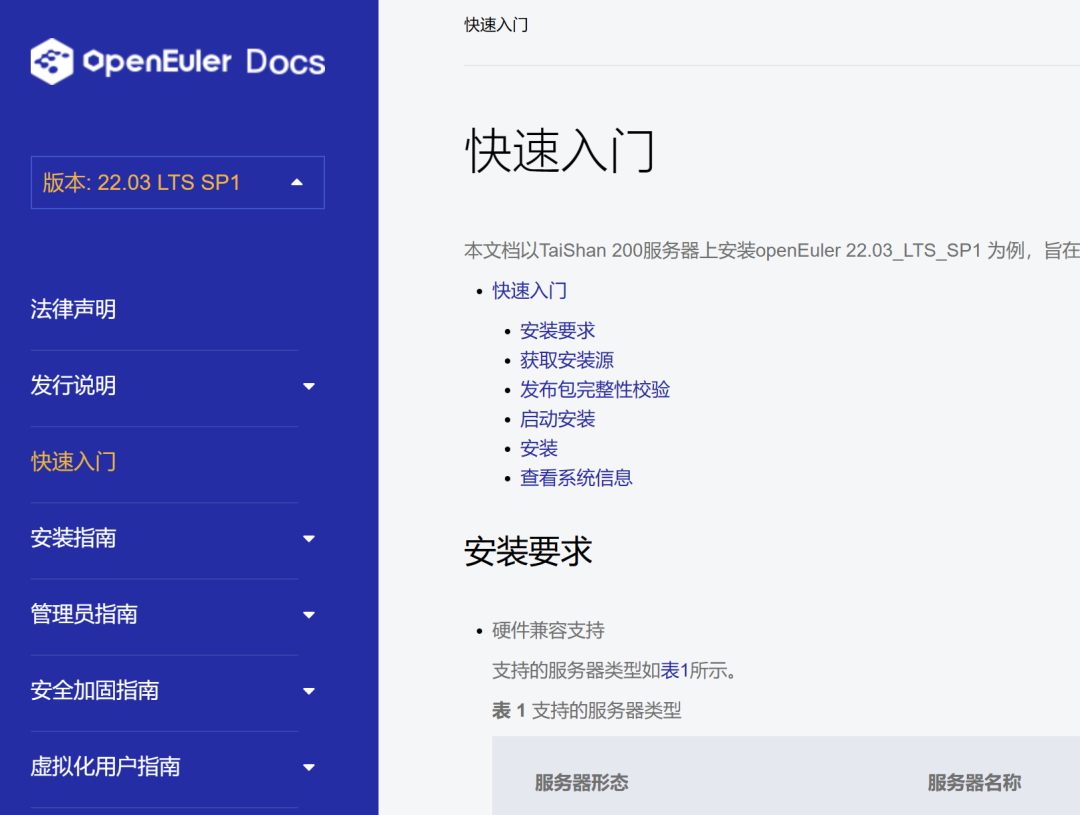 OpenEuler Docs
版本: 22.03 LTS SP1
法律声明
发行说明
快速入门
安装指南
管理员指南
安全加固指南
虚拟化用户指南
快速入门
快速入门
本文档以TaiShan 200服务器上安装openEuler 22.03_LTS_SP1 为例，旨在
快速入门
安装要求
获取安装源
发布包完整性校验
启动安装
安装
查看系统信息
安装要求
硬件兼容支持
支持的服务器类型如表1所示。
表 1 支持的服务器类型
服务器形态 服务器名称